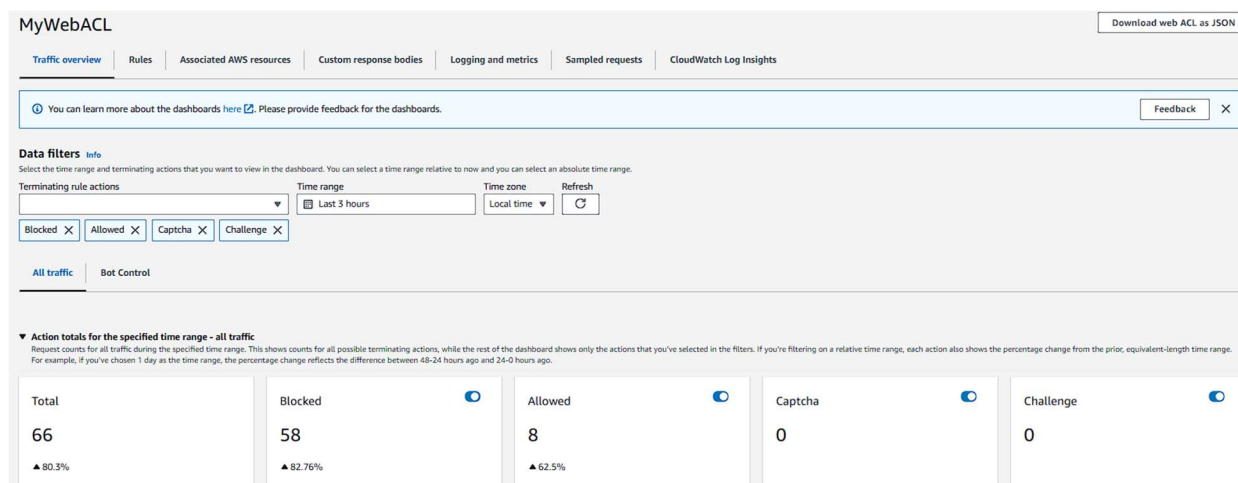 MyWebACL
Download web ACL as JSON
Traffic overview
Rules
Associated AWS resources
Custom response bodies
Logging and metrics
Sampled requests
CloudWatch Log Insights
You can learn more about the dashboards here. Please provide feedback for the dashboards.
Feedback
Data filters Info
Select the time range and terminating actions that you want to view in the dashboard. You can select a time range relative to now and you can select an absolute time range.
Terminating rule actions
Time range
Time zone
Refresh
Last 3 hours
Local time
Blocked
Allowed
Captcha
Challenge
All traffic
Bot Control
Action totals for the specified time range - all traffic
Request counts for all traffic during the specified time range. This shows counts for all possible terminating actions, while the rest of the dashboard shows only the actions that you've selected in the filters. If you're filtering on a relative time range, each action also shows the percentage change from the prior, equivalent-length time range.
For example, if you've chosen 1 day as the time range, the percentage change reflects the difference between 48-24 hours ago and 24-0 hours ago.
Total
66
▲ 80.3%
Blocked
58
▲ 82.76%
Allowed
8
▲ 62.5%
Captcha
0
Challenge
0